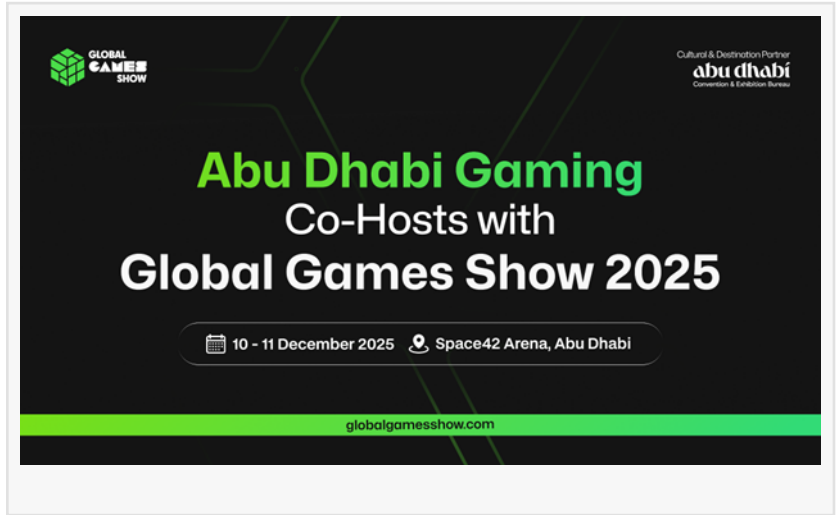 GLOBAL
GAMES
SHOW
Cultural & Destination Partner
abu dhabi
Convention & Exhibition Bureau
Abu Dhabi Gaming
Co-Hosts with
Global Games Show 2025
10 - 11 December 2025 Space42 Arena, Abu Dhabi
globalgamesshow.com